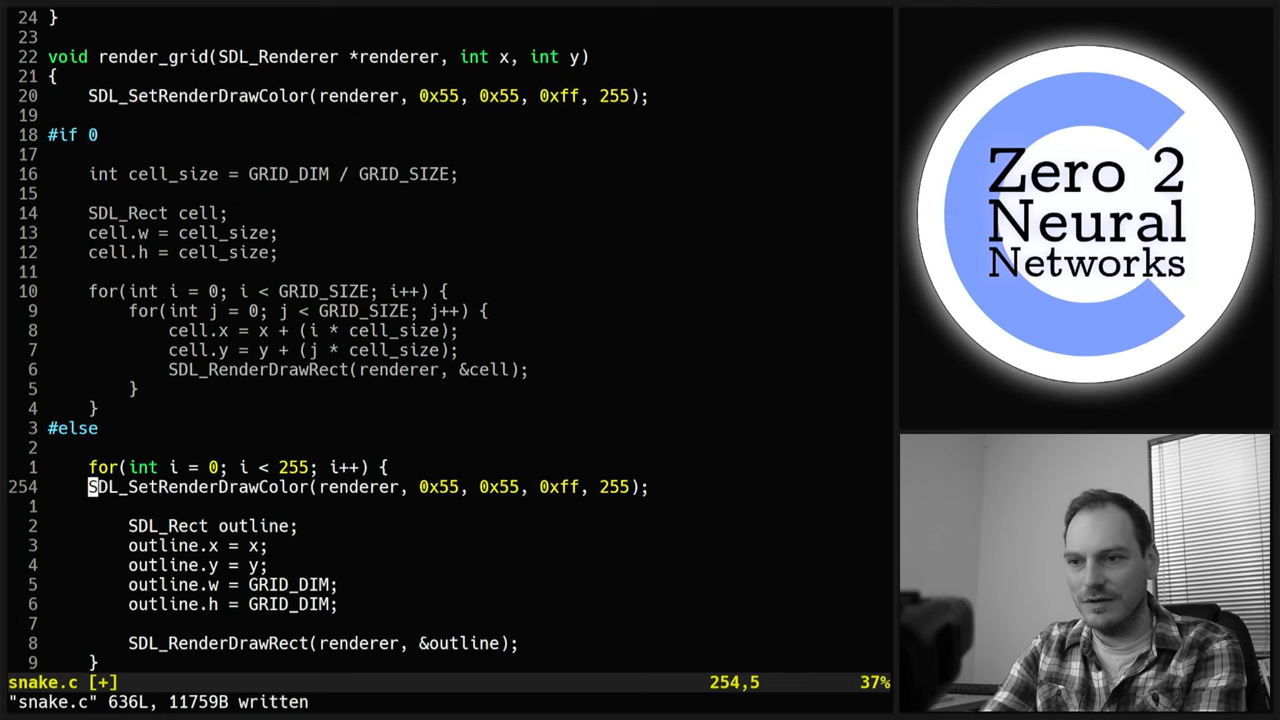 24 }
23
22 void render_grid(SDL_Renderer *renderer, int x, int y)
21 {
20     SDL_SetRenderDrawColor(renderer, 0x55, 0x55, 0xff, 255);
19
18 #if 0
17
16     int cell_size = GRID_DIM / GRID_SIZE;
15
14     SDL_Rect cell;
13     cell.w = cell_size;
12     cell.h = cell_size;
11
10     for(int i = 0; i < GRID_SIZE; i++) {
9         for(int j = 0; j < GRID_SIZE; j++) {
8             cell.x = x + (i * cell_size);
7             cell.y = y + (j * cell_size);
6             SDL_RenderDrawRect(renderer, &cell);
5         }
4     }
3 #else
2
1     for(int i = 0; i < 255; i++) {
254     SDL_SetRenderDrawColor(renderer, 0x55, 0x55, 0xff, 255);
1
2         SDL_Rect outline;
3         outline.x = x;
4         outline.y = y;
5         outline.w = GRID_DIM;
6         outline.h = GRID_DIM;
7
8         SDL_RenderDrawRect(renderer, &outline);
9     }
snake.c [+] 254,5 37%
"snake.c" 636L, 11759B written
Zero 2
Neural
Networks